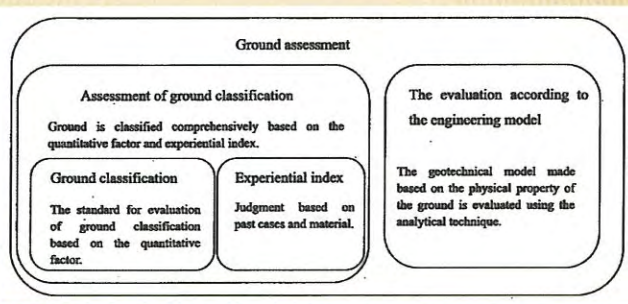 Ground assessment
Assessment of ground classification
Ground is classified comprehensively based on the
quantitative factor and experiential index.
Ground classification
The standard for evaluation
of ground classification
based on the quantitative
factor.
Experiential index
Judgment based on
past cases and material.
The evaluation according to
the engineering model
The geotechnical model made
based on the physical property of
the ground is evaluated using the
analytical technique.